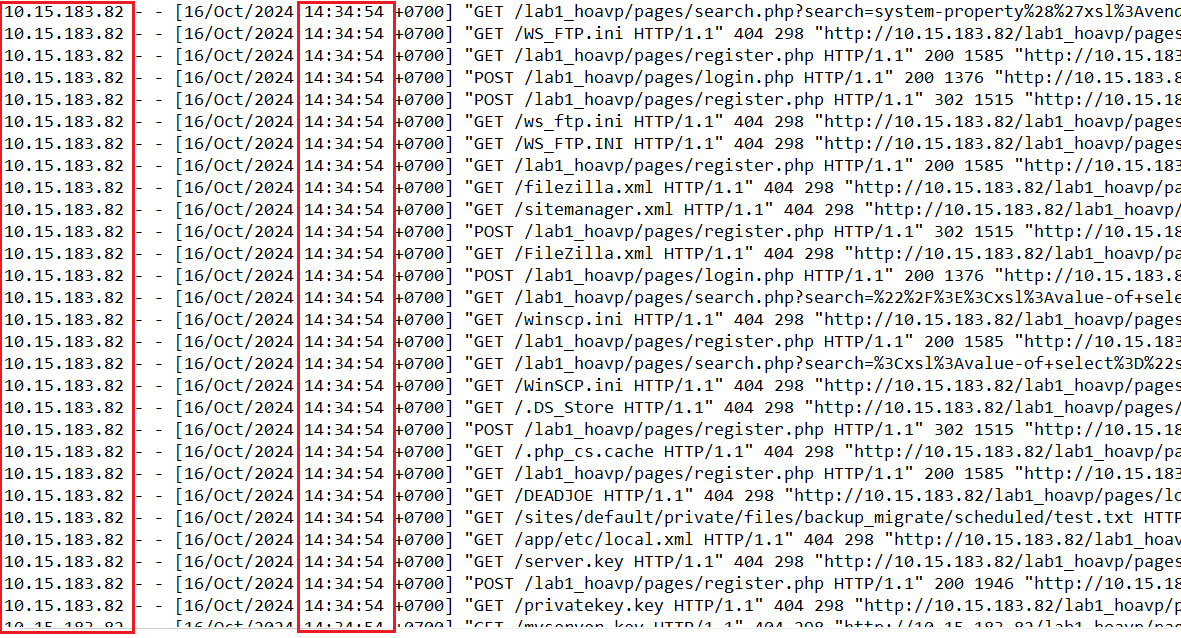 10.15.183.82 - - [16/Oct/2024 14:34:54 +0700] "GET /lab1_hoavp/pages/search.php?search=system-property%28%27xsl%3Avend
10.15.183.82 - - [16/Oct/2024 14:34:54 +0700] "GET /WS_FTP.ini HTTP/1.1" 404 298 "http://10.15.183.82/lab1_hoavp/pages
10.15.183.82 - - [16/Oct/2024 14:34:54 +0700] "GET /lab1_hoavp/pages/register.php HTTP/1.1" 200 1585 "http://10.15.183
10.15.183.82 - - [16/Oct/2024 14:34:54 +0700] "POST /lab1_hoavp/pages/login.php HTTP/1.1" 200 1376 "http://10.15.183.8
10.15.183.82 - - [16/Oct/2024 14:34:54 +0700] "POST /lab1_hoavp/pages/register.php HTTP/1.1" 302 1515 "http://10.15.18
10.15.183.82 - - [16/Oct/2024 14:34:54 +0700] "GET /ws_ftp.ini HTTP/1.1" 404 298 "http://10.15.183.82/lab1_hoavp/pages
10.15.183.82 - - [16/Oct/2024 14:34:54 +0700] "GET /WS_FTP.INI HTTP/1.1" 404 298 "http://10.15.183.82/lab1_hoavp/pages
10.15.183.82 - - [16/Oct/2024 14:34:54 +0700] "GET /lab1_hoavp/pages/register.php HTTP/1.1" 200 1585 "http://10.15.183
10.15.183.82 - - [16/Oct/2024 14:34:54 +0700] "GET /filezilla.xml HTTP/1.1" 404 298 "http://10.15.183.82/lab1_hoavp/pa
10.15.183.82 - - [16/Oct/2024 14:34:54 +0700] "GET /sitemanager.xml HTTP/1.1" 404 298 "http://10.15.183.82/lab1_hoavp/
10.15.183.82 - - [16/Oct/2024 14:34:54 +0700] "POST /lab1_hoavp/pages/register.php HTTP/1.1" 302 1515 "http://10.15.18
10.15.183.82 - - [16/Oct/2024 14:34:54 +0700] "GET /FileZilla.xml HTTP/1.1" 404 298 "http://10.15.183.82/lab1_hoavp/pa
10.15.183.82 - - [16/Oct/2024 14:34:54 +0700] "POST /lab1_hoavp/pages/login.php HTTP/1.1" 200 1376 "http://10.15.183.8
10.15.183.82 - - [16/Oct/2024 14:34:54 +0700] "GET /lab1_hoavp/pages/search.php?search=%22%2F%3E%3Cxsl%3Avalue-of+sele
10.15.183.82 - - [16/Oct/2024 14:34:54 +0700] "GET /winscp.ini HTTP/1.1" 404 298 "http://10.15.183.82/lab1_hoavp/pages
10.15.183.82 - - [16/Oct/2024 14:34:54 +0700] "GET /lab1_hoavp/pages/register.php HTTP/1.1" 200 1585 "http://10.15.183
10.15.183.82 - - [16/Oct/2024 14:34:54 +0700] "GET /lab1_hoavp/pages/search.php?search=%3Cxsl%3Avalue-of+select%3D%22s
10.15.183.82 - - [16/Oct/2024 14:34:54 +0700] "GET /WinSCP.ini HTTP/1.1" 404 298 "http://10.15.183.82/lab1_hoavp/pages
10.15.183.82 - - [16/Oct/2024 14:34:54 +0700] "GET /.DS_Store HTTP/1.1" 404 298 "http://10.15.183.82/lab1_hoavp/pages/
10.15.183.82 - - [16/Oct/2024 14:34:54 +0700] "POST /lab1_hoavp/pages/register.php HTTP/1.1" 302 1515 "http://10.15.18
10.15.183.82 - - [16/Oct/2024 14:34:54 +0700] "GET /.php_cs.cache HTTP/1.1" 404 298 "http://10.15.183.82/lab1_hoavp/pa
10.15.183.82 - - [16/Oct/2024 14:34:54 +0700] "GET /lab1_hoavp/pages/register.php HTTP/1.1" 200 1585 "http://10.15.183
10.15.183.82 - - [16/Oct/2024 14:34:54 +0700] "GET /DEADJOE HTTP/1.1" 404 298 "http://10.15.183.82/lab1_hoavp/pages/lo
10.15.183.82 - - [16/Oct/2024 14:34:54 +0700] "GET /sites/default/private/files/backup_migrate/scheduled/test.txt HTTP
10.15.183.82 - - [16/Oct/2024 14:34:54 +0700] "GET /app/etc/local.xml HTTP/1.1" 404 298 "http://10.15.183.82/lab1_hoav
10.15.183.82 - - [16/Oct/2024 14:34:54 +0700] "GET /server.key HTTP/1.1" 404 298 "http://10.15.183.82/lab1_hoavp/pages
10.15.183.82 - - [16/Oct/2024 14:34:54 +0700] "POST /lab1_hoavp/pages/register.php HTTP/1.1" 200 1946 "http://10.15.18
10.15.183.82 - - [16/Oct/2024 14:34:54 +0700] "GET /privatekey.key HTTP/1.1" 404 298 "http://10.15.183.82/lab1_hoavp/p
10.15.183.82 - - [16/Oct/2024 14:34:54 +0700] "GET /myserver.key HTTP/1.1" 404 298 "http://10.15.183.82/lab1_hoavp/pag